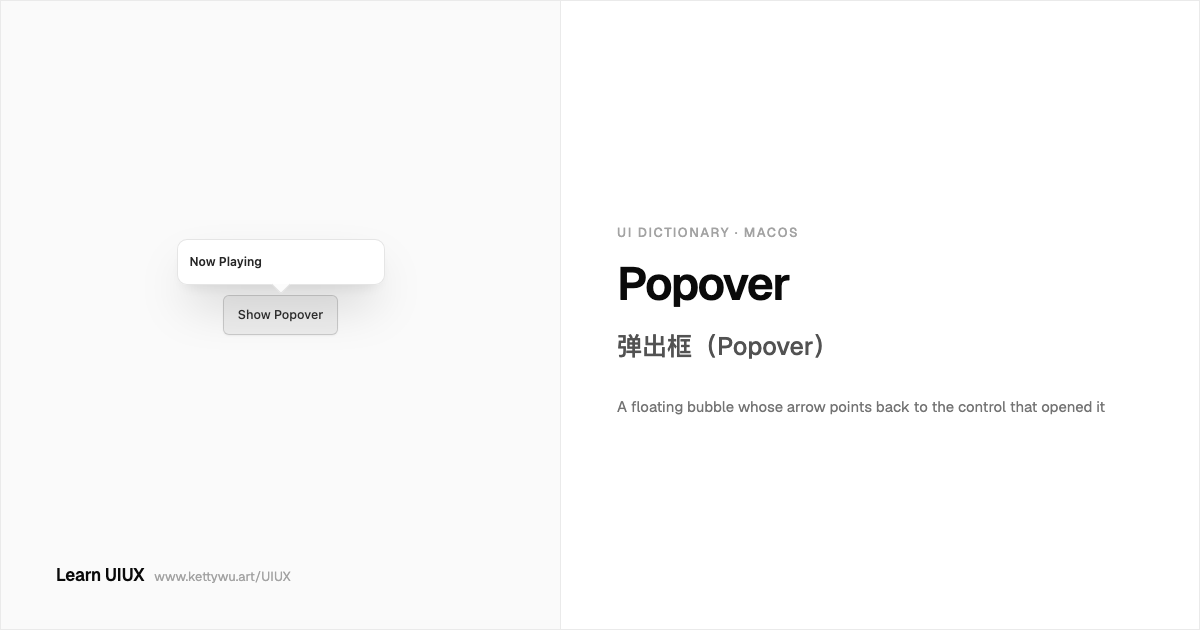 Now Playing
Show Popover
Learn UIUX www.kettywu.art/UIUX
UI DICTIONARY · MACOS
Popover
弹出框（Popover）
A floating bubble whose arrow points back to the control that opened it